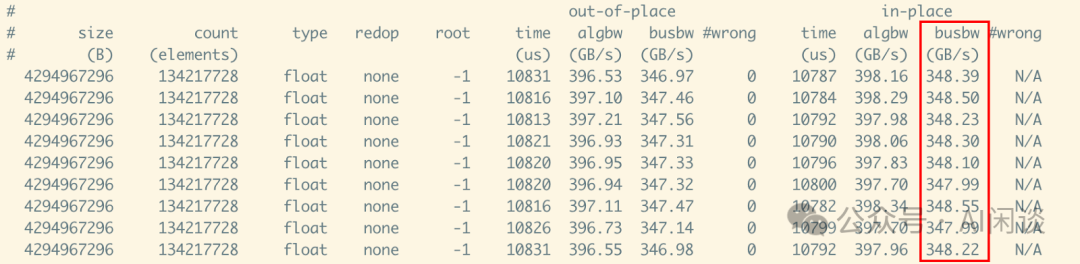 # out-of-place in-place
# size count type redop root time algbw busbw #wrong time algbw busbw #wrong
# (B) (elements) (us) (GB/s) (GB/s) (us) (GB/s) (GB/s)
4294967296 134217728 float none -1 10831 396.53 346.97 0 10787 398.16 348.39 N/A
4294967296 134217728 float none -1 10816 397.10 347.46 0 10784 398.29 348.50 N/A
4294967296 134217728 float none -1 10813 397.21 347.56 0 10792 397.98 348.23 N/A
4294967296 134217728 float none -1 10821 396.93 347.31 0 10790 398.06 348.30 N/A
4294967296 134217728 float none -1 10820 396.95 347.33 0 10796 397.83 348.10 N/A
4294967296 134217728 float none -1 10820 396.94 347.32 0 10800 397.70 347.99 N/A
4294967296 134217728 float none -1 10816 397.11 347.47 0 10782 398.34 348.55 N/A
4294967296 134217728 float none -1 10826 396.73 347.14 0 10799 397.70 347.99 N/A
4294967296 134217728 float none -1 10831 396.55 346.98 0 10792 397.96 348.22 N/A
公众号 · AI闲谈